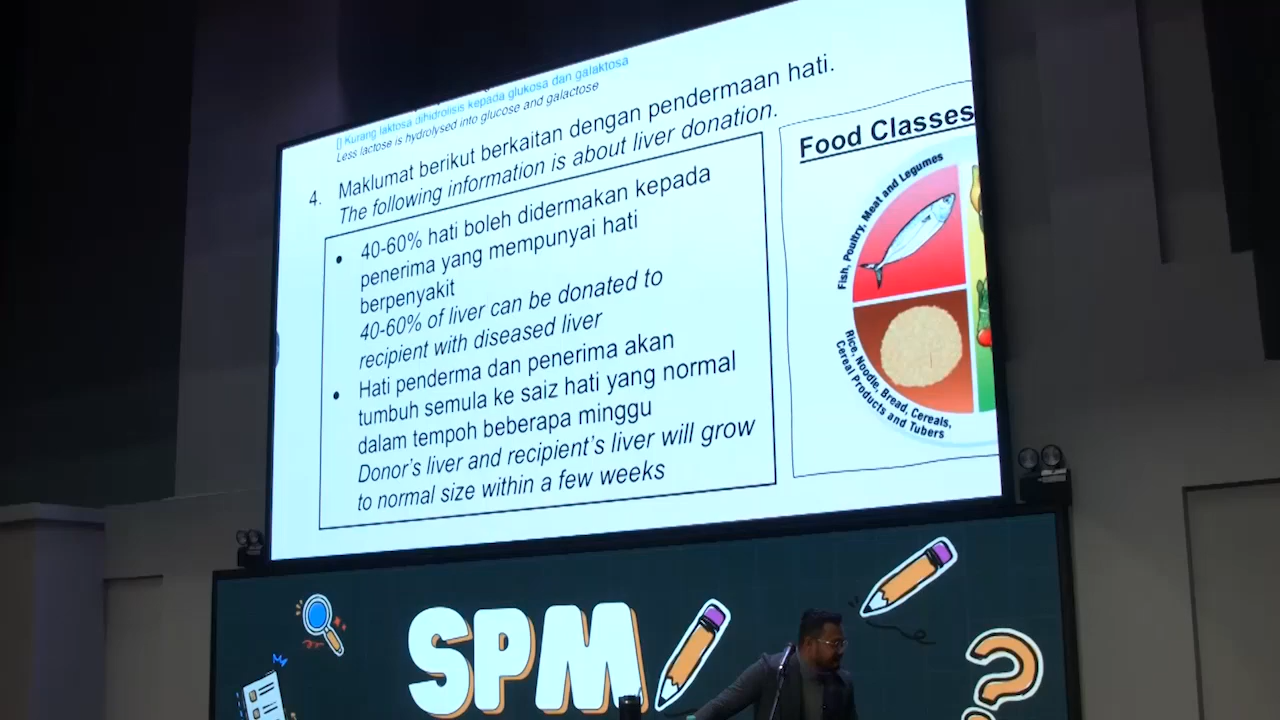 [] Kurang laktosa dihidrolisis kepada glukosa dan galaktosa
Less lactose is hydrolysed into glucose and galactose
4. Maklumat berikut berkaitan dengan pendermaan hati.
The following information is about liver donation.
• 40-60% hati boleh didermakan kepada
penerima yang mempunyai hati
berpenyakit
40-60% of liver can be donated to
recipient with diseased liver
• Hati penderma dan penerima akan
tumbuh semula ke saiz hati yang normal
dalam tempoh beberapa minggu
Donor's liver and recipient's liver will grow
to normal size within a few weeks
Food Classes
Fish, Poultry, Meat and Legumes
Rice, Noodle, Bread, Cereals,
Cereal Products and Tubers
SPM
?